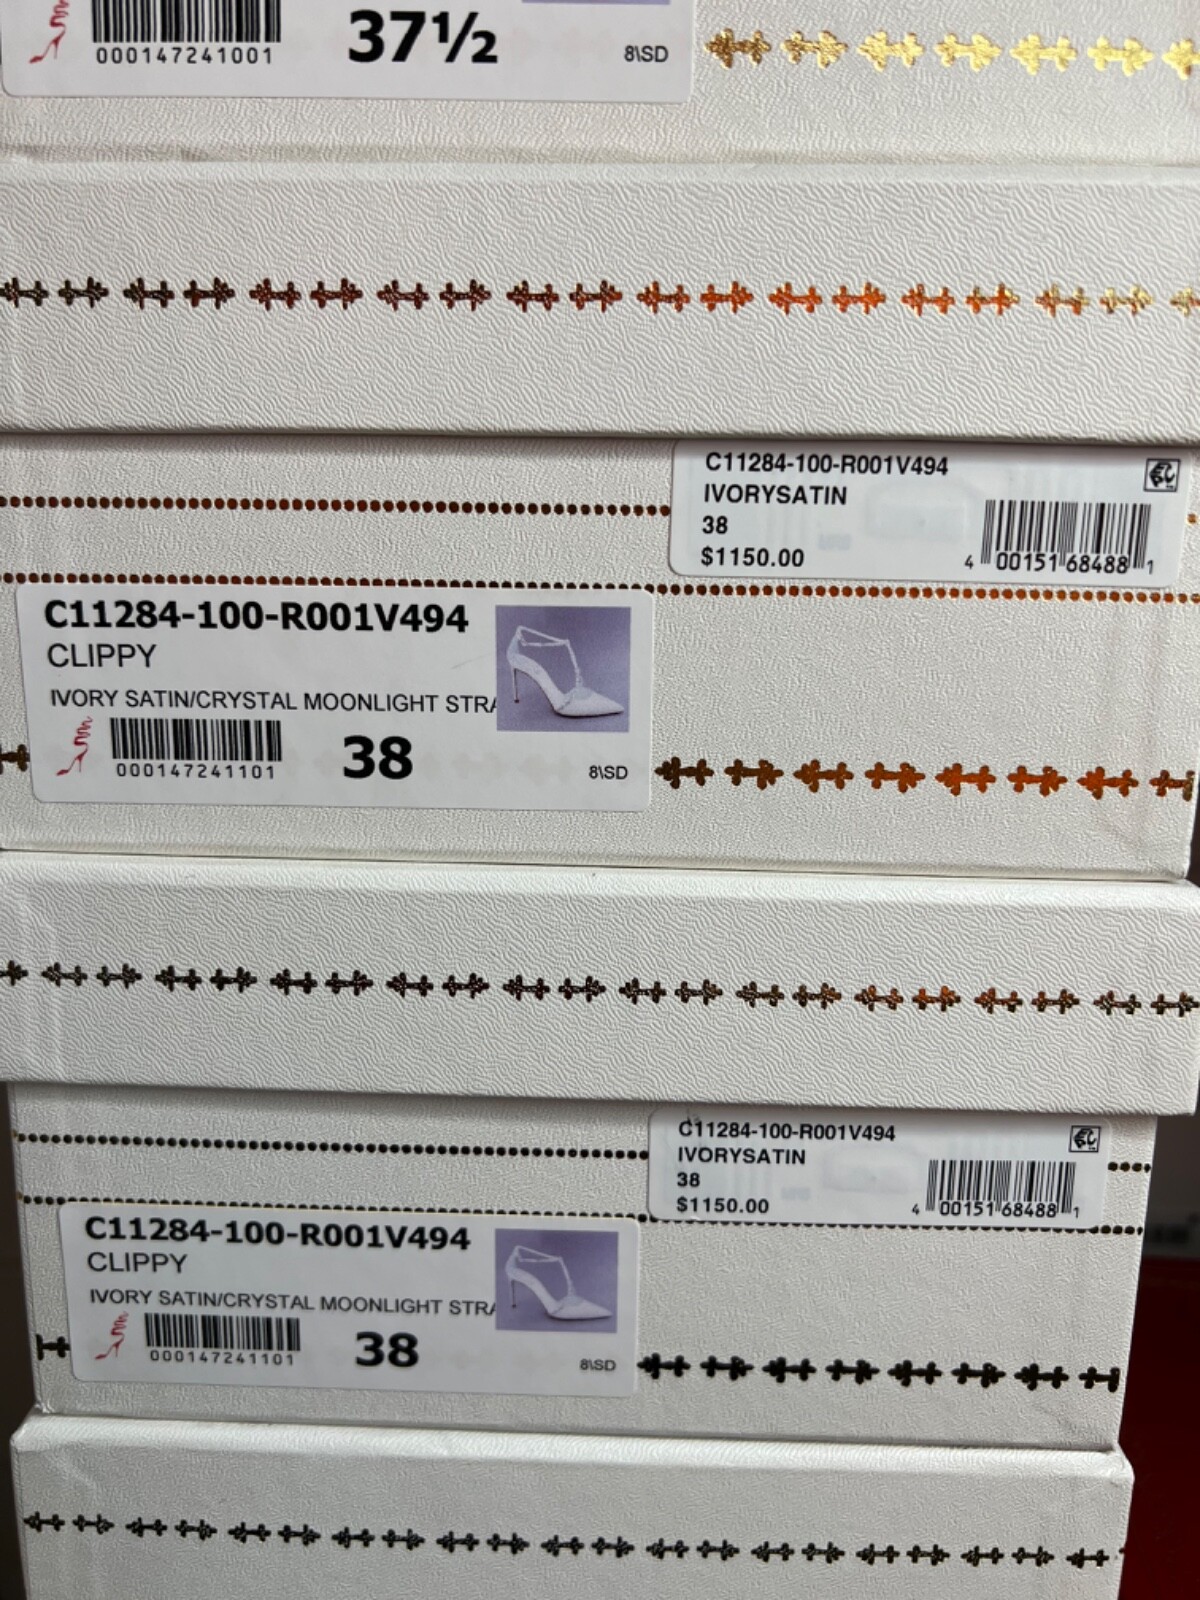 000147241001
37½
8\SD
C11284-100-R001V494
IVORYSATIN
38
$1150.00
4 00151 68488 1
C11284-100-R001V494
CLIPPY
IVORY SATIN/CRYSTAL MOONLIGHT STRA
000147241101
38
8\SD
C11284-100-R001V494
IVORYSATIN
38
$1150.00
4 00151 68488 1
C11284-100-R001V494
CLIPPY
IVORY SATIN/CRYSTAL MOONLIGHT STRA
000147241101
38
8\SD